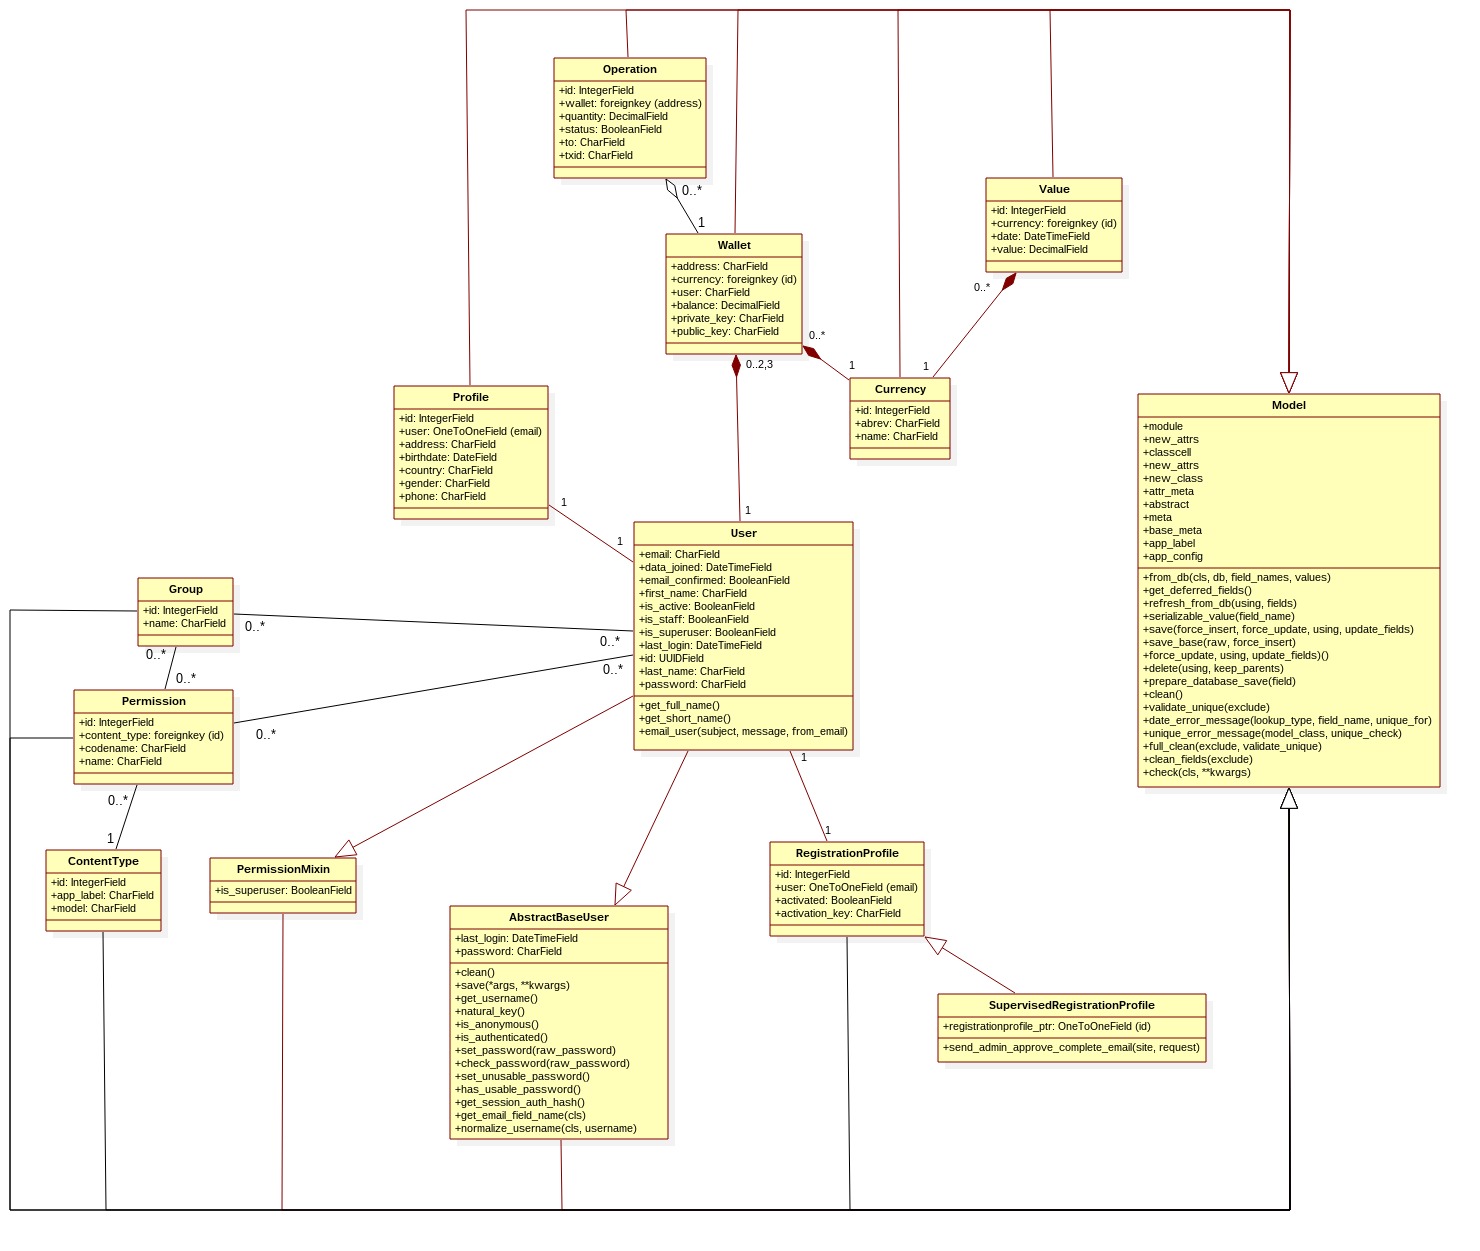 Operation
+id: IntegerField
+wallet: foreignkey (address)
+quantity: DecimalField
+status: BooleanField
+to: CharField
+txid: CharField
0..*
1
Value
+id: IntegerField
+currency: foreignkey (id)
+date: DateTimeField
+value: DecimalField
0..*
1
Wallet
+address: CharField
+currency: foreignkey (id)
+user: CharField
+balance: DecimalField
+private_key: CharField
+public_key: CharField
0..*
1
0..2,3
1
Currency
+id: IntegerField
+abrev: CharField
+name: CharField
Profile
+id: IntegerField
+user: OneToOneField (email)
+address: CharField
+birthdate: DateField
+country: CharField
+gender: CharField
+phone: CharField
1
1
Model
+module
+new_attrs
+classcell
+new_attrs
+new_class
+attr_meta
+abstract
+meta
+base_meta
+app_label
+app_config
+from_db(cls, db, field_names, values)
+get_deferred_fields()
+refresh_from_db(using, fields)
+serializable_value(field_name)
+save(force_insert, force_update, using, update_fields)
+save_base(raw, force_insert)
+force_update, using, update_fields)()
+delete(using, keep_parents)
+prepare_database_save(field)
+clean()
+validate_unique(exclude)
+date_error_message(lookup_type, field_name, unique_for)
+unique_error_message(model_class, unique_check)
+full_clean(exclude, validate_unique)
+clean_fields(exclude)
+check(cls, **kwargs)
User
+email: CharField
+data_joined: DateTimeField
+email_confirmed: BooleanField
+first_name: CharField
+is_active: BooleanField
+is_staff: BooleanField
+is_superuser: BooleanField
+last_login: DateTimeField
+id: UUIDField
+last_name: CharField
+password: CharField
+get_full_name()
+get_short_name()
+email_user(subject, message, from_email)
Group
+id: IntegerField
+name: CharField
0..*
0..*
0..*
0..*
0..*
0..*
Permission
+id: IntegerField
+content_type: foreignkey (id)
+codename: CharField
+name: CharField
0..*
1
ContentType
+id: IntegerField
+app_label: CharField
+model: CharField
PermissionMixin
+is_superuser: BooleanField
1
1
RegistrationProfile
+id: IntegerField
+user: OneToOneField (email)
+activated: BooleanField
+activation_key: CharField
AbstractBaseUser
+last_login: DateTimeField
+password: CharField
+clean()
+save(*args, **kwargs)
+get_username()
+natural_key()
+is_anonymous()
+is_authenticated()
+set_password(raw_password)
+check_password(raw_password)
+set_unusable_password()
+has_usable_password()
+get_session_auth_hash()
+get_email_field_name(cls)
+normalize_username(cls, username)
SupervisedRegistrationProfile
+registrationprofile_ptr: OneToOneField (id)
+send_admin_approve_complete_email(site, request)